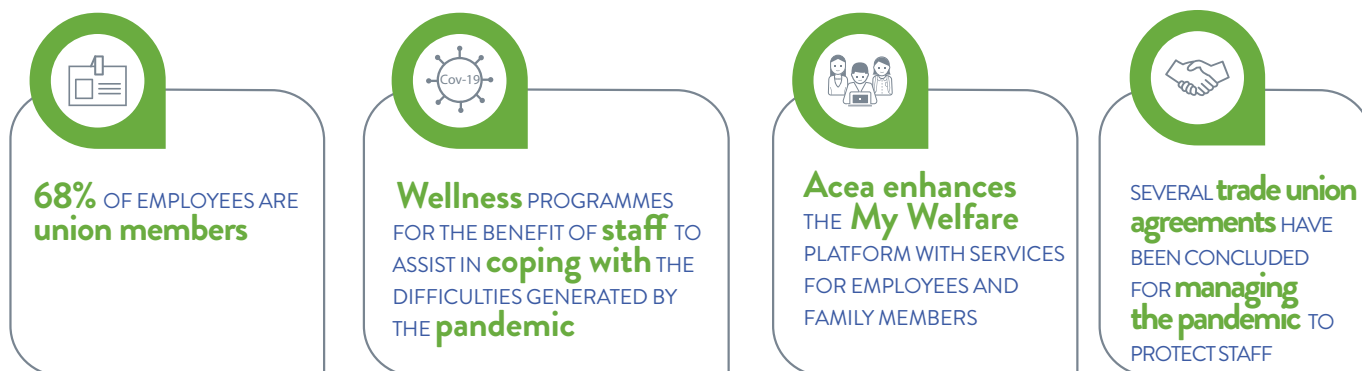 68% OF EMPLOYEES ARE
union members
Cov-19
Wellness PROGRAMMES
FOR THE BENEFIT OF staff TO
ASSIST IN coping with THE
DIFFICULTIES GENERATED BY
THE pandemic
Acea enhances
THE My Welfare
PLATFORM WITH SERVICES
FOR EMPLOYEES AND
FAMILY MEMBERS
SEVERAL trade union
agreements HAVE
BEEN CONCLUDED
FOR managing
the pandemic TO
PROTECT STAFF